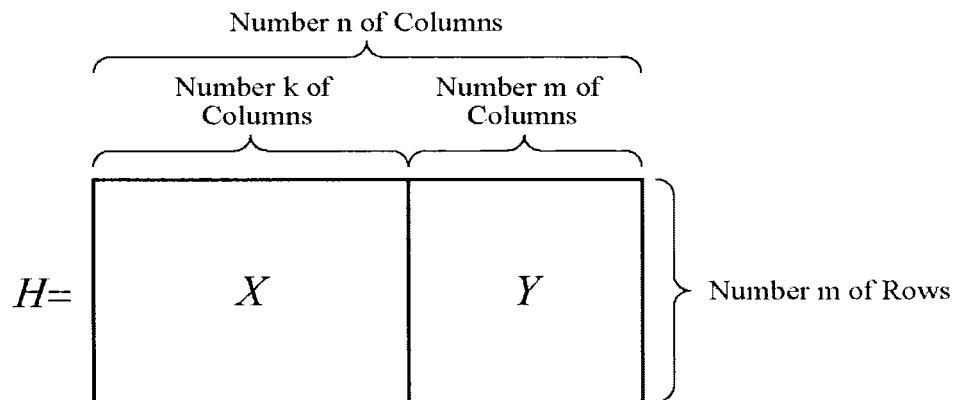 Number n of Columns
Number k of
Columns
Number m of
Columns
H=
X
Y
Number m of Rows